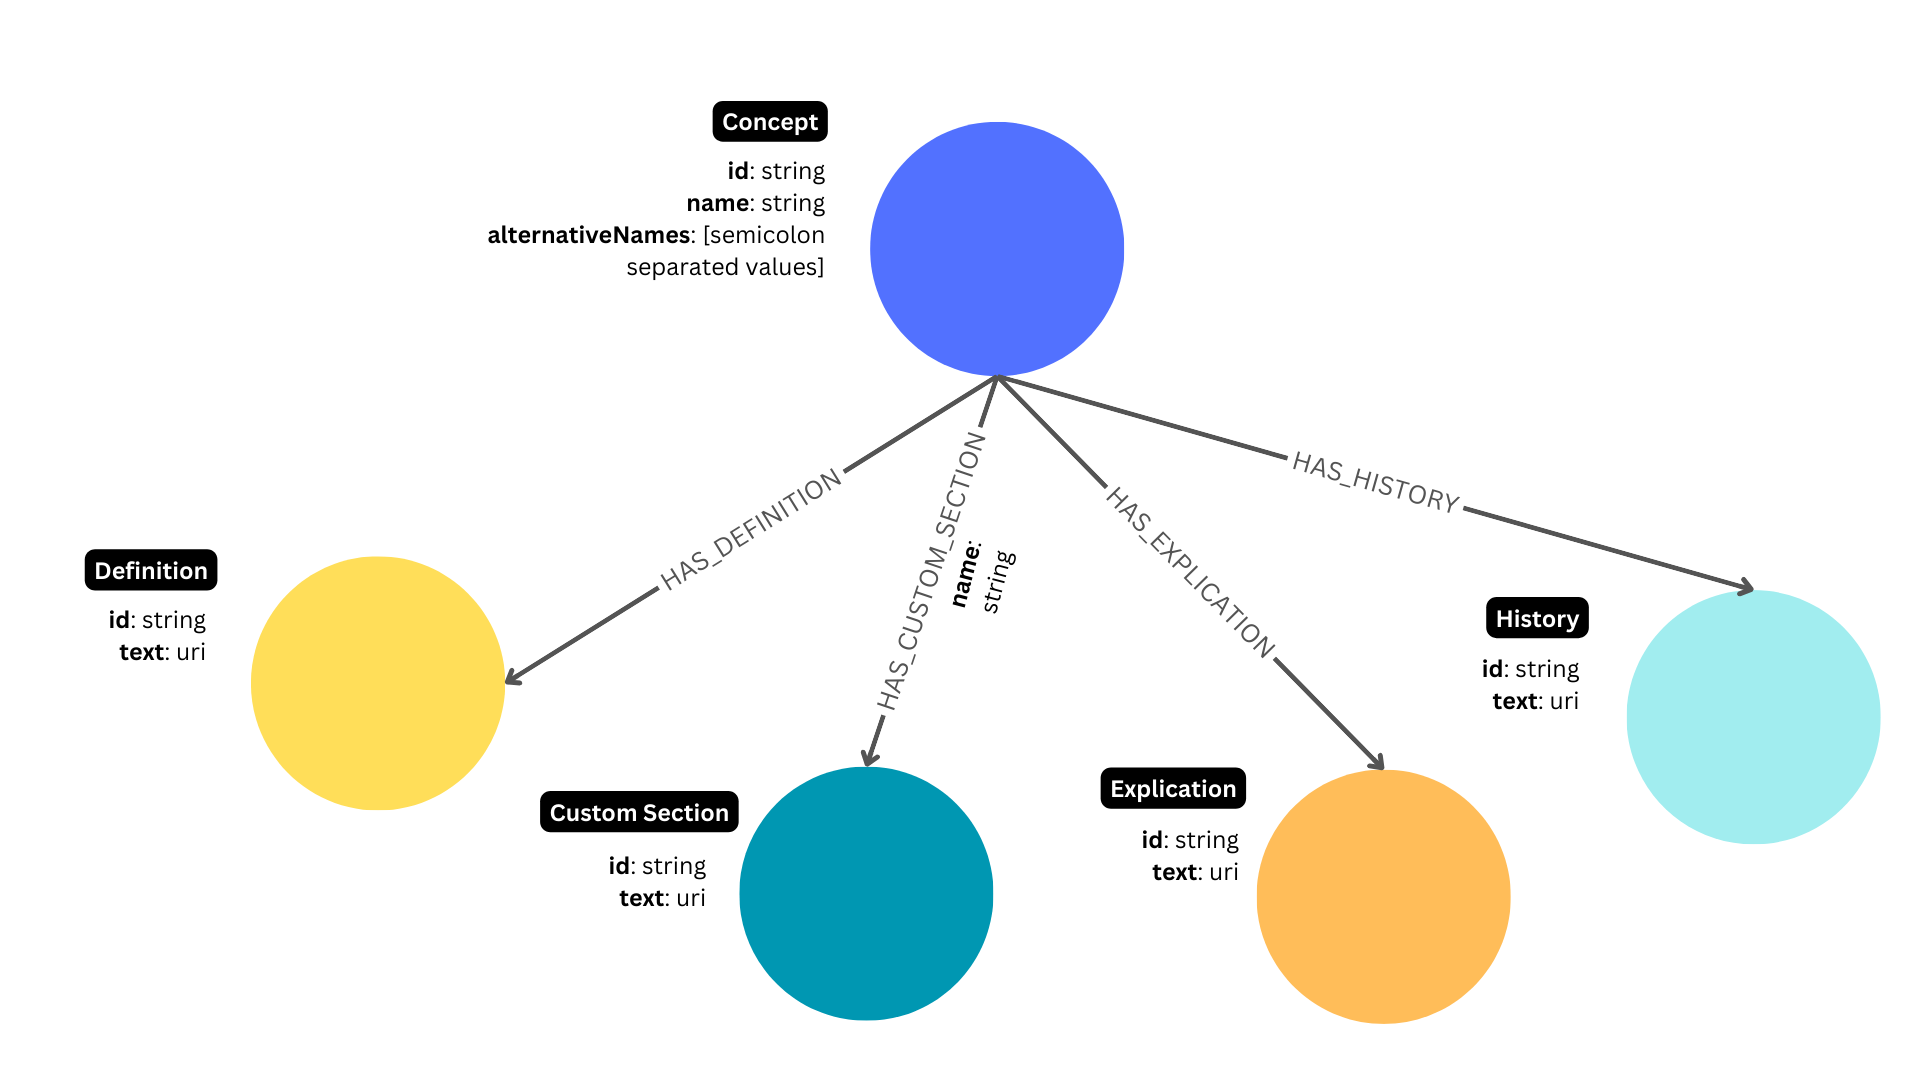 Concept
id: string
name: string
alternativeNames: [semicolon
separated values]
HAS_DEFINITION
HAS_CUSTOM_SECTION
name:
string
HAS_EXPLICATION
HAS_HISTORY
Definition
id: string
text: uri
Custom Section
id: string
text: uri
Explication
id: string
text: uri
History
id: string
text: uri